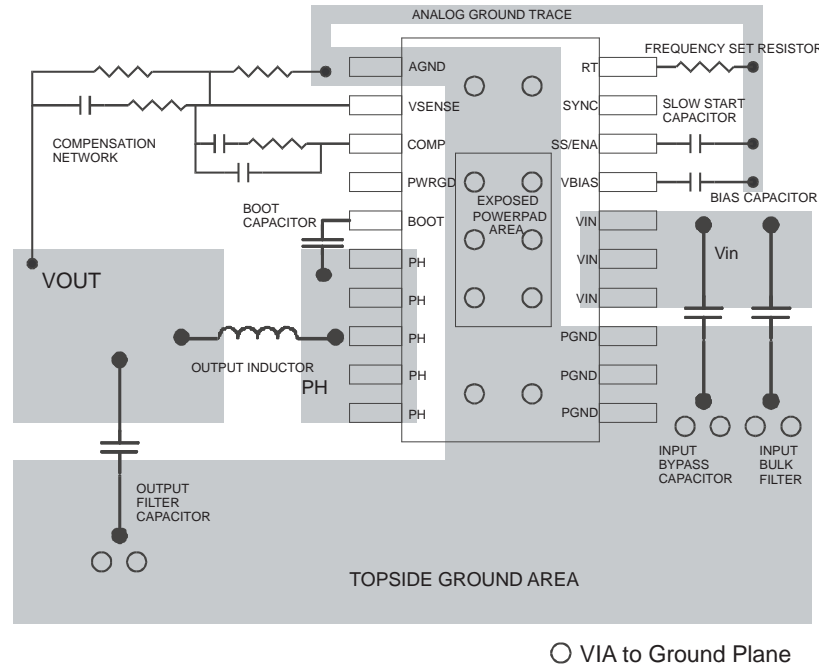 ANALOG GROUND TRACE
FREQUENCY SET RESISTOR
AGND
RT
VSENSE
SYNC
SLOW START
CAPACITOR
COMPENSATION
NETWORK
COMP
SS/ENA
PWRGD
VBIAS
BIAS CAPACITOR
EXPOSED
POWERPAD
AREA
BOOT
CAPACITOR
BOOT
VIN
PH
VIN
Vin
VOUT
PH
VIN
PH
PGND
OUTPUT INDUCTOR
PH
PH
PGND
PH
PGND
INPUT
BYPASS
CAPACITOR
INPUT
BULK
FILTER
OUTPUT
FILTER
CAPACITOR
TOPSIDE GROUND AREA
VIA to Ground Plane